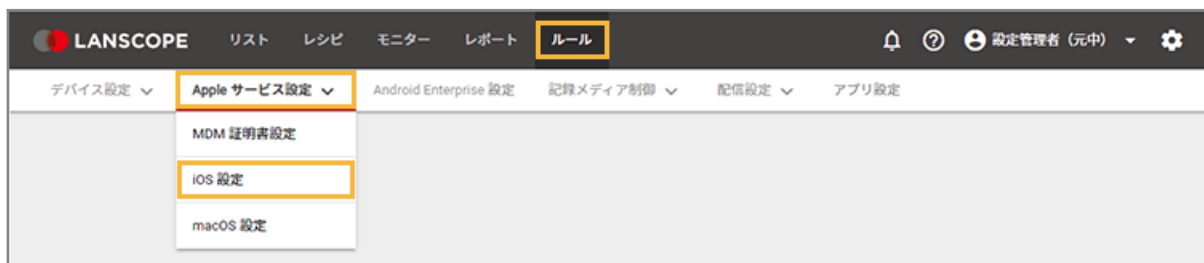 LANSCOPE リスト レシピ モニター レポート ルール 設定管理者（元中）
デバイス設定 Apple サービス設定 Android Enterprise 設定 記録メディア制御 配信設定 アプリ設定
MDM 証明書設定
iOS 設定
macOS 設定